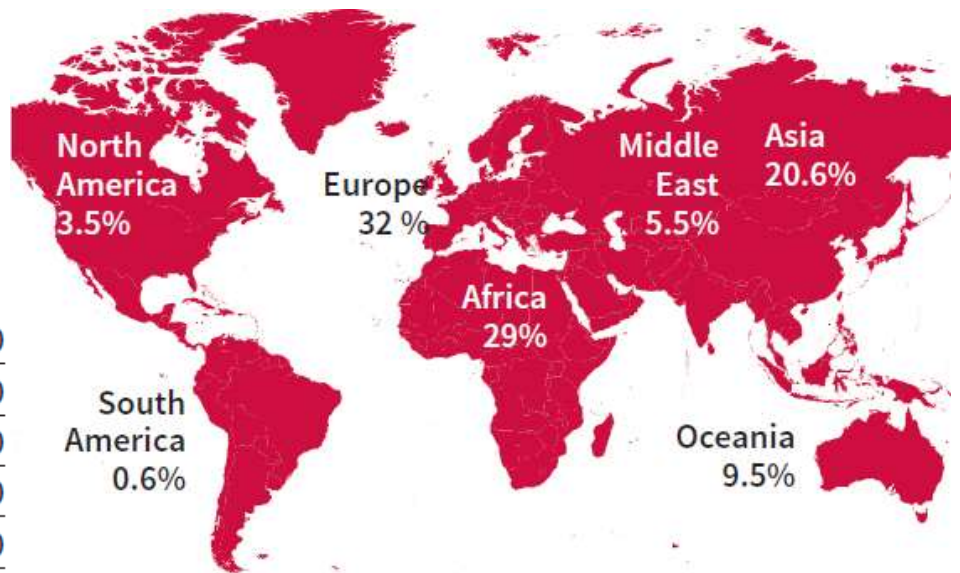 North
America
3.5%
Europe
32 %
Middle
East
5.5%
Asia
20.6%
Africa
29%
South
America
0.6%
Oceania
9.5%